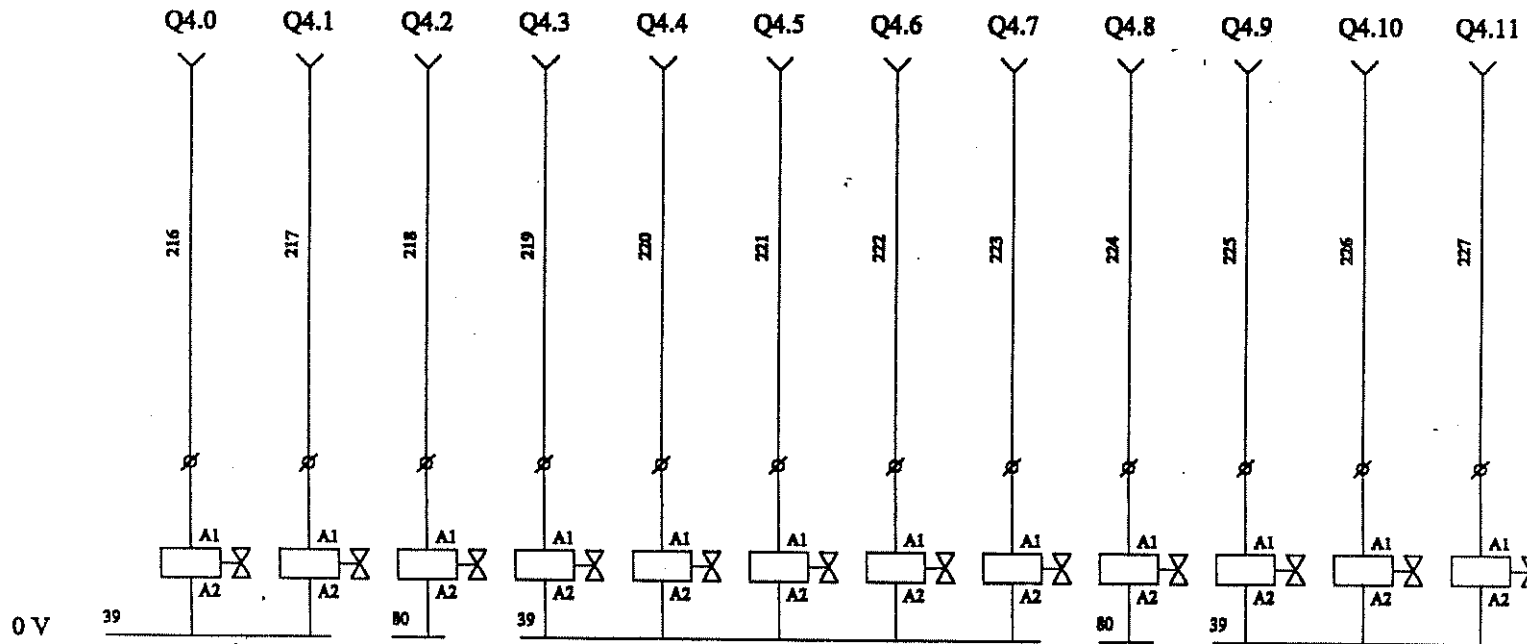 Q4.0 Q4.1 Q4.2 Q4.3 Q4.4 Q4.5 Q4.6 Q4.7 Q4.8 Q4.9 Q4.10 Q4.11
216 217 218 219 220 221 222 223 224 225 226 227
A1 A1 A1 A1 A1 A1 A1 A1 A1 A1 A1 A1
A2 A2 A2 A2 A2 A2 A2 A2 A2 A2 A2 A2
0 V 39 80 39 80 39